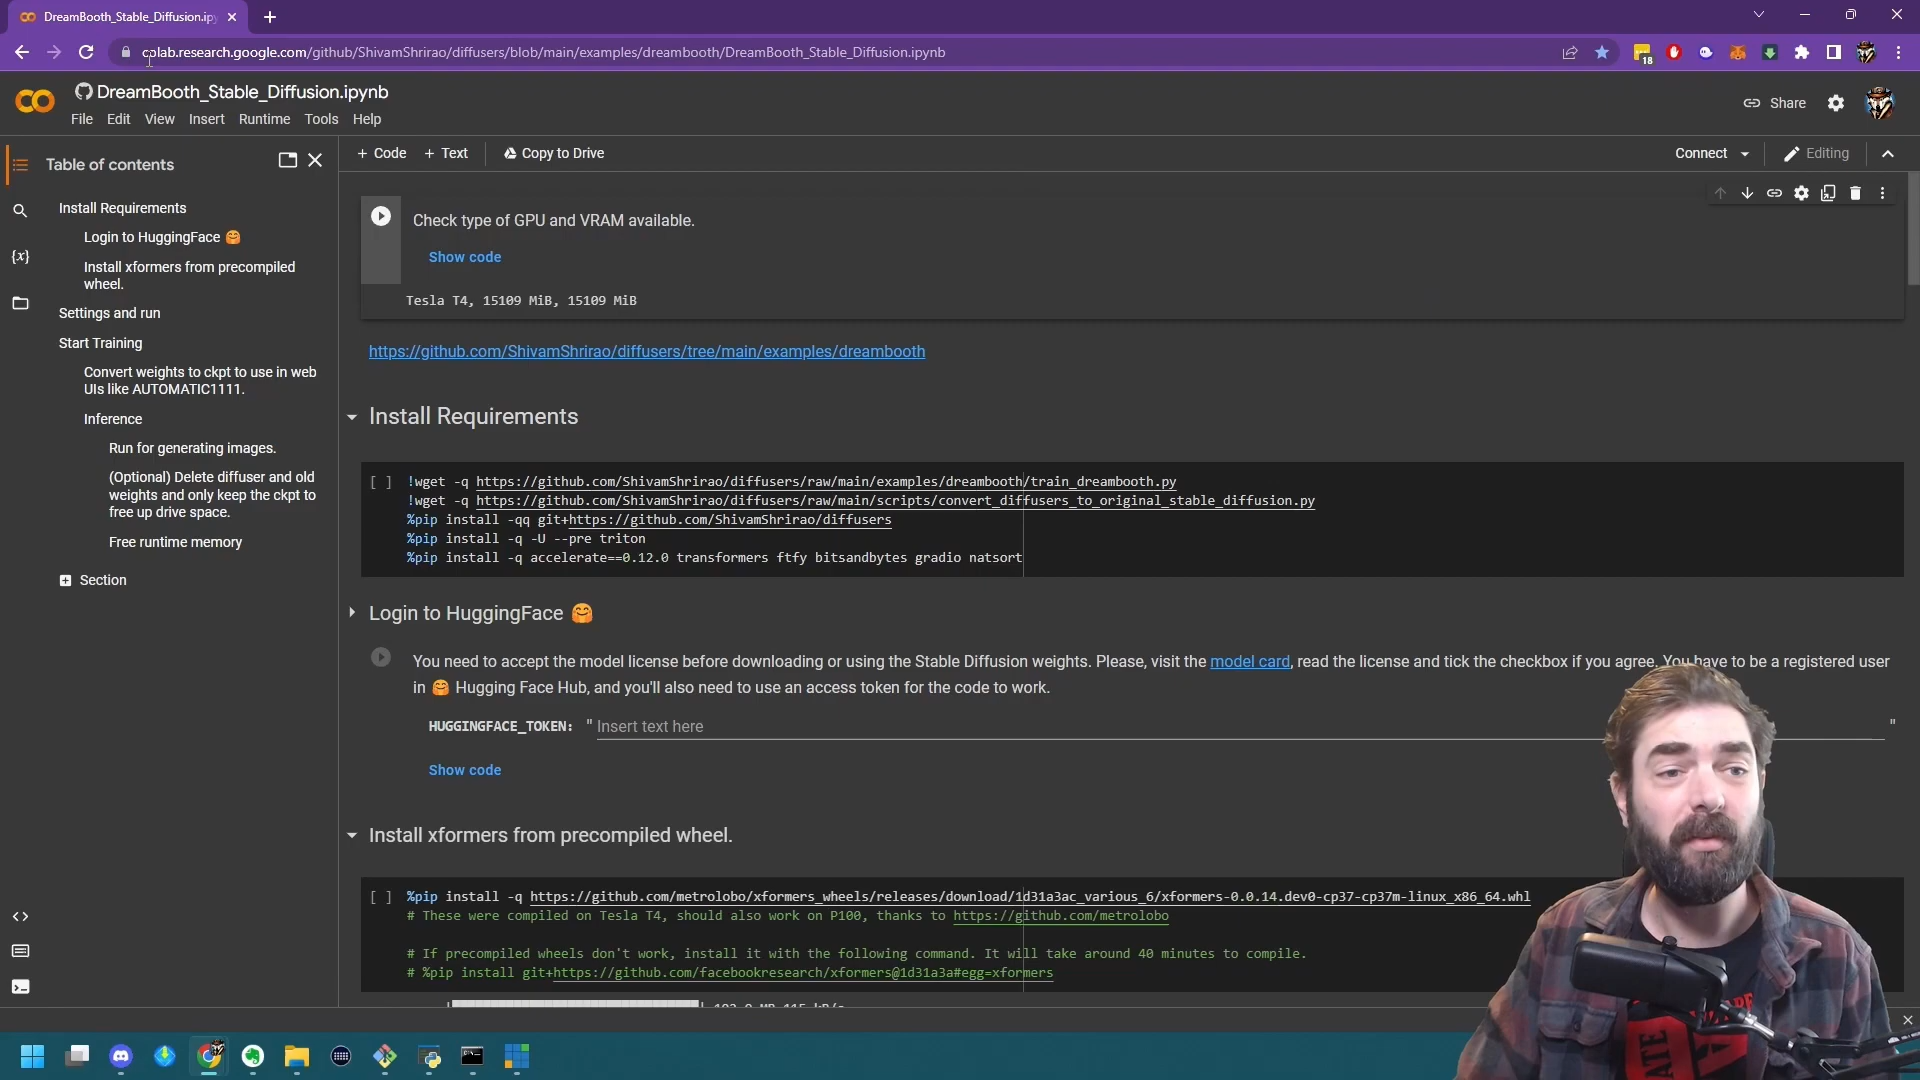 DreamBooth_Stable_Diffusion.ipy
colab.research.google.com/github/ShivamShrirao/diffusers/blob/main/examples/dreambooth/DreamBooth_Stable_Diffusion.ipynb
18
DreamBooth_Stable_Diffusion.ipynb
File Edit View Insert Runtime Tools Help
Share
Table of contents
+ Code + Text Copy to Drive
Connect
Editing
Install Requirements
Login to HuggingFace 🤗
Install xformers from precompiled
wheel.
Settings and run
Start Training
Convert weights to ckpt to use in web
UIs like AUTOMATIC1111.
Inference
Run for generating images.
(Optional) Delete diffuser and old
weights and only keep the ckpt to
free up drive space.
Free runtime memory
Section
Check type of GPU and VRAM available.
Show code
Tesla T4, 15109 MiB, 15109 MiB
https://github.com/ShivamShrirao/diffusers/tree/main/examples/dreambooth
Install Requirements
[ ] !wget -q https://github.com/ShivamShrirao/diffusers/raw/main/examples/dreambooth/train_dreambooth.py
!wget -q https://github.com/ShivamShrirao/diffusers/raw/main/scripts/convert_diffusers_to_original_stable_diffusion.py
%pip install -qq git+https://github.com/ShivamShrirao/diffusers
%pip install -q -U --pre triton
%pip install -q accelerate==0.12.0 transformers ftfy bitsandbytes gradio natsort
Login to HuggingFace 🤗
You need to accept the model license before downloading or using the Stable Diffusion weights. Please, visit the model card, read the license and tick the checkbox if you agree. You have to be a registered user
in 🤗 Hugging Face Hub, and you'll also need to use an access token for the code to work.
HUGGINGFACE_TOKEN: " Insert text here "
Show code
Install xformers from precompiled wheel.
[ ] %pip install -q https://github.com/metrolobo/xformers_wheels/releases/download/1d31a3ac_various_6/xformers-0.0.14.dev0-cp37-cp37m-linux_x86_64.whl
# These were compiled on Tesla T4, should also work on P100, thanks to https://github.com/metrolobo
# If precompiled wheels don't work, install it with the following command. It will take around 40 minutes to compile.
# %pip install git+https://github.com/facebookresearch/xformers@1d31a3a#egg=xformers